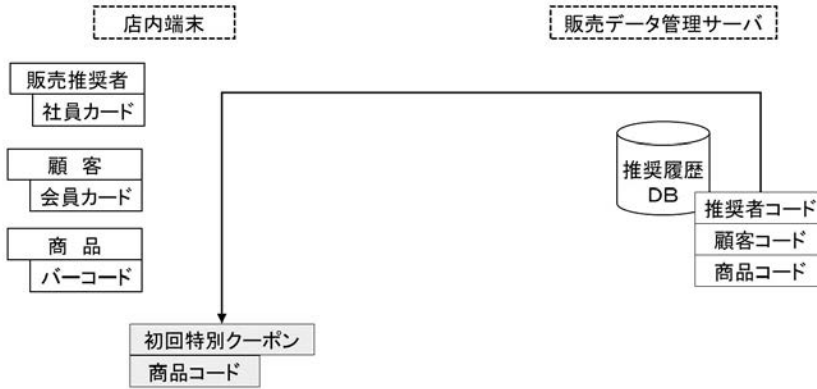 店内端末
販売データ管理サーバ
販売推奨者
社員カード
顧 客
会員カード
商 品
バーコード
推奨履歴
DB
推奨者コード
顧客コード
商品コード
初回特別クーポン
商品コード